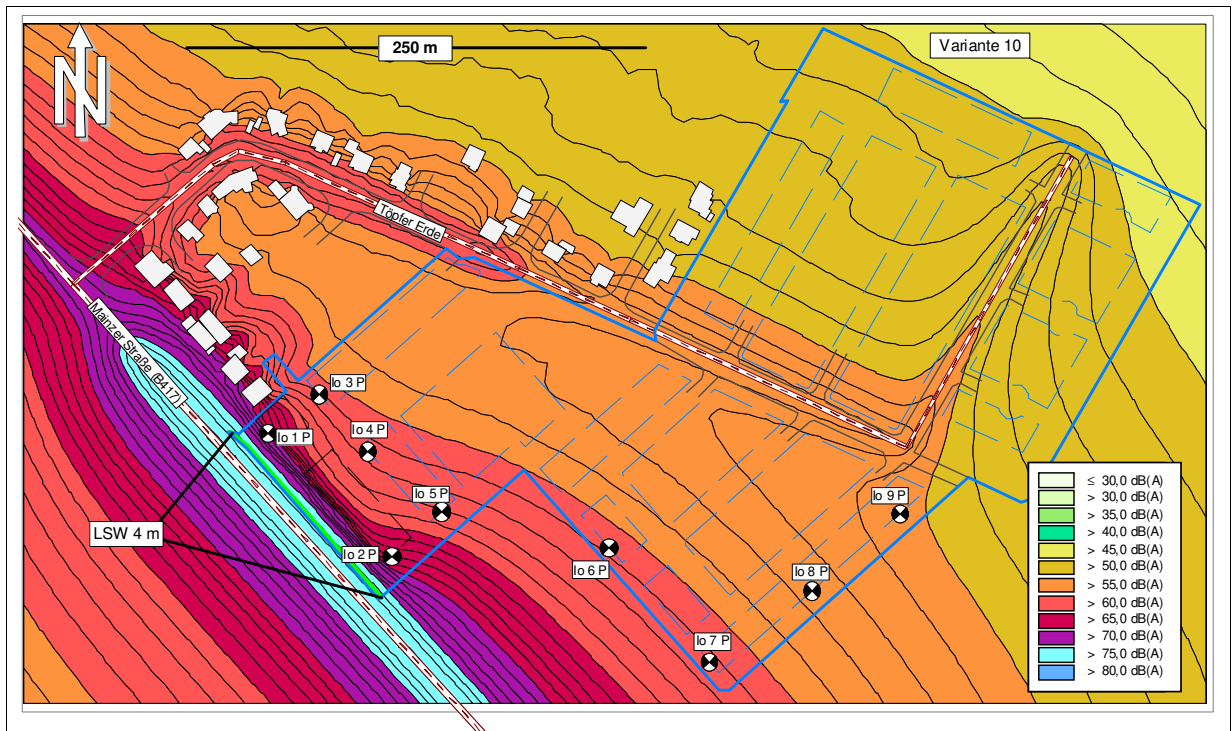 N
250 m
Variante 10
Töpfer Erde
Mainzer Straße (B417)
Io 3 P
Io 1 P
Io 4 P
Io 5 P
Io 9 P
LSW 4 m
Io 2 P
Io 6 P
Io 8 P
Io 7 P
≤ 30,0 dB(A)
> 30,0 dB(A)
> 35,0 dB(A)
> 40,0 dB(A)
> 45,0 dB(A)
> 50,0 dB(A)
> 55,0 dB(A)
> 60,0 dB(A)
> 65,0 dB(A)
> 70,0 dB(A)
> 75,0 dB(A)
> 80,0 dB(A)